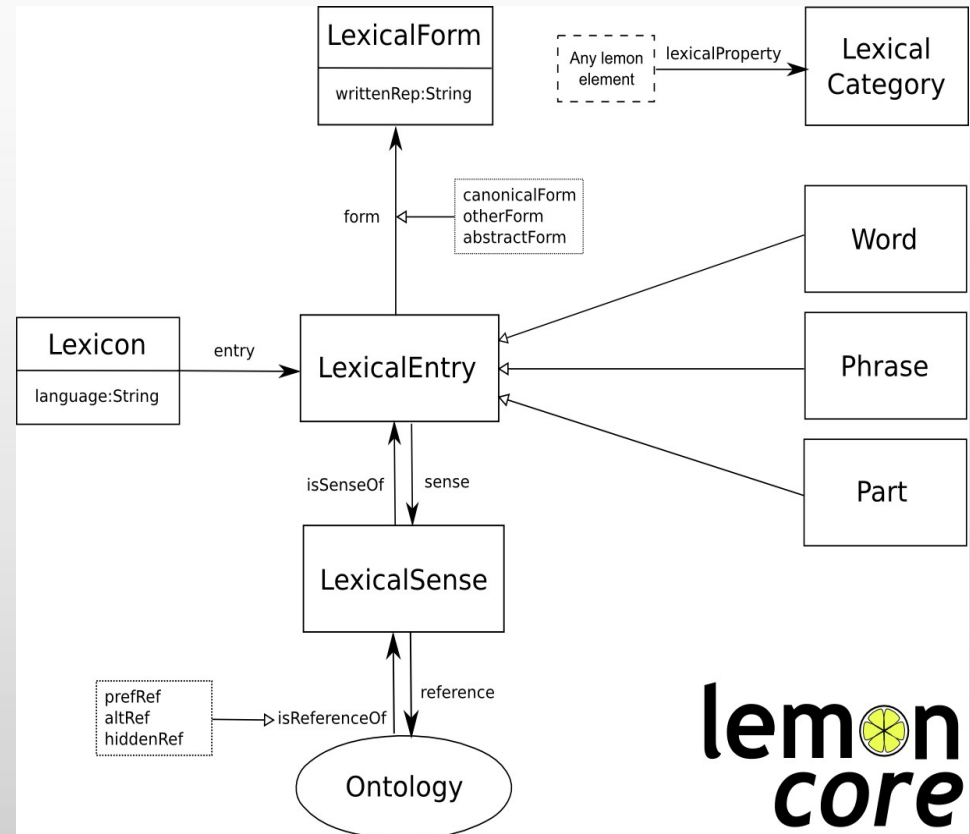 LexicalForm
writtenRep:String
Any lemon
element
lexicalProperty
Lexical
Category
form
canonicalForm
otherForm
abstractForm
Word
Lexicon
language:String
entry
LexicalEntry
Phrase
Part
isSenseOf
sense
LexicalSense
prefRef
altRef
hiddenRef
isReferenceOf
reference
Ontology
lemon
core